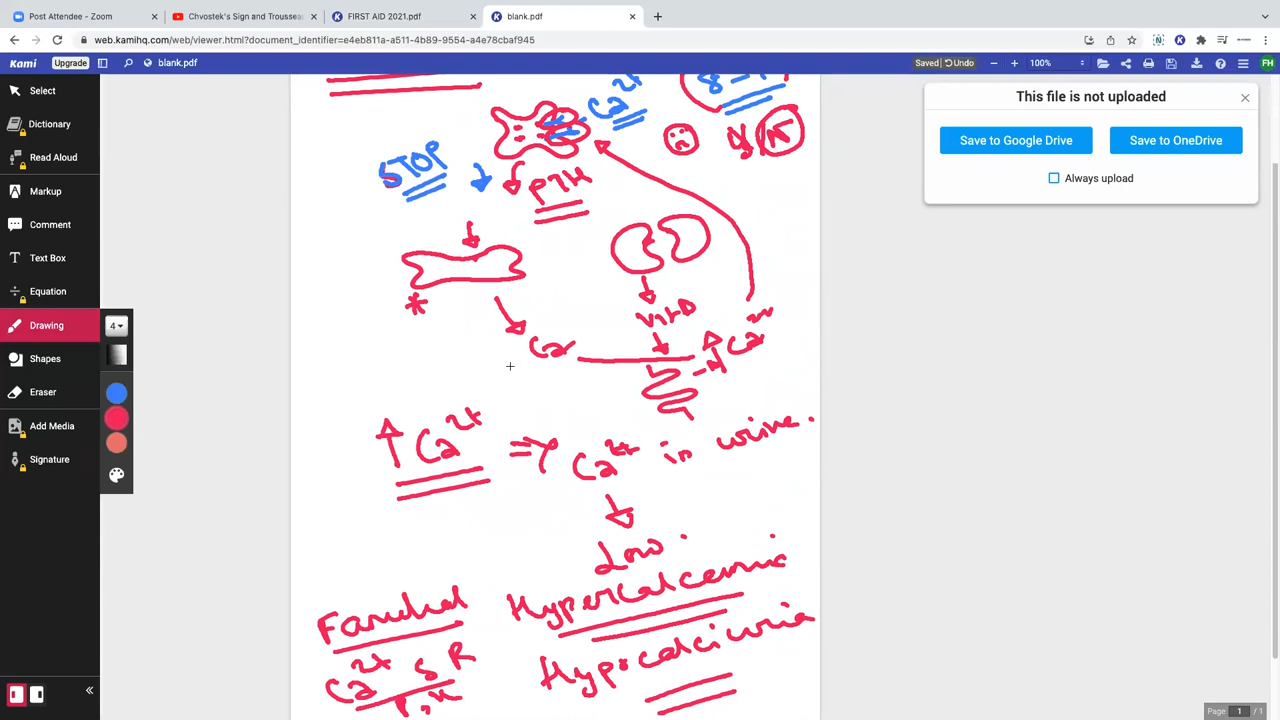 Post Attendee - Zoom
Chvostek's Sign and Trousseau
FIRST AID 2021.pdf
blank.pdf
web.kamihq.com/web/viewer.html?document_identifier=e4eb811a-a511-4b89-9554-a4e78cbaf945
Kami
Upgrade
blank.pdf
Saved
Undo
100%
FH
Select
Dictionary
Read Aloud
Markup
Comment
Text Box
Equation
Drawing
4
Shapes
Eraser
Add Media
Signature
This file is not uploaded
Save to Google Drive
Save to OneDrive
Always upload
Ca2+
STOP
PTH
Vit D
Ca
Ca2+
Ca2+ => Ca2+ in urine.
Low
Hypercalcemia
Hypocalciuria
Ca2+ S R
Page 1 / 1